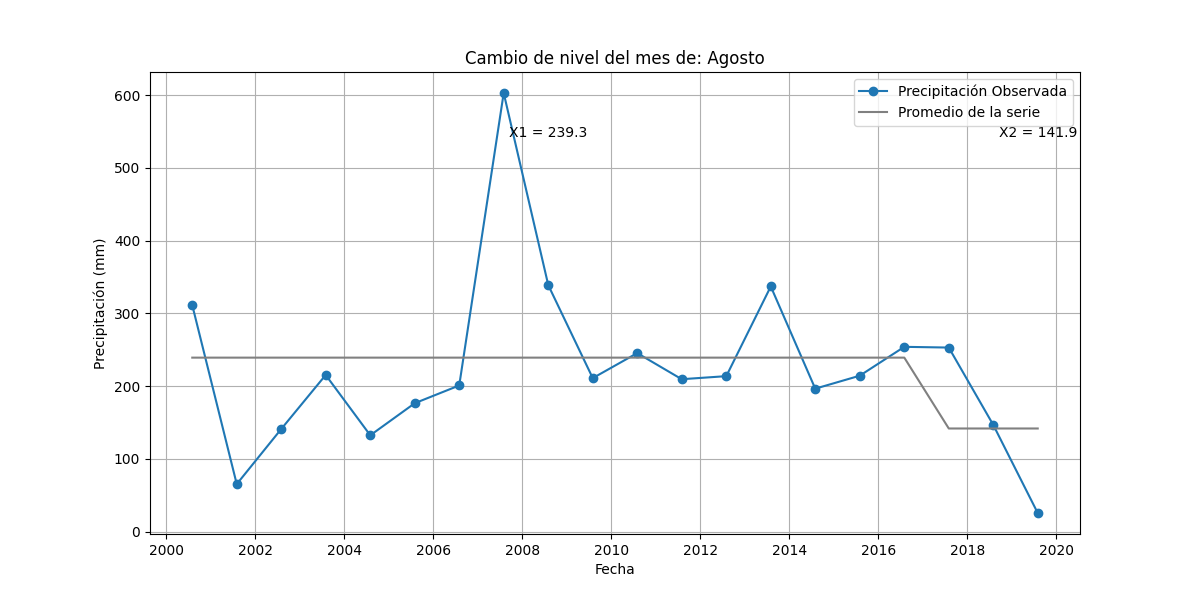 Cambio de nivel del mes de: Agosto
Precipitación Observada
Promedio de la serie
X1 = 239.3
X2 = 141.9
Precipitación (mm)
600
500
400
300
200
100
0
2000 2002 2004 2006 2008 2010 2012 2014 2016 2018 2020
Fecha